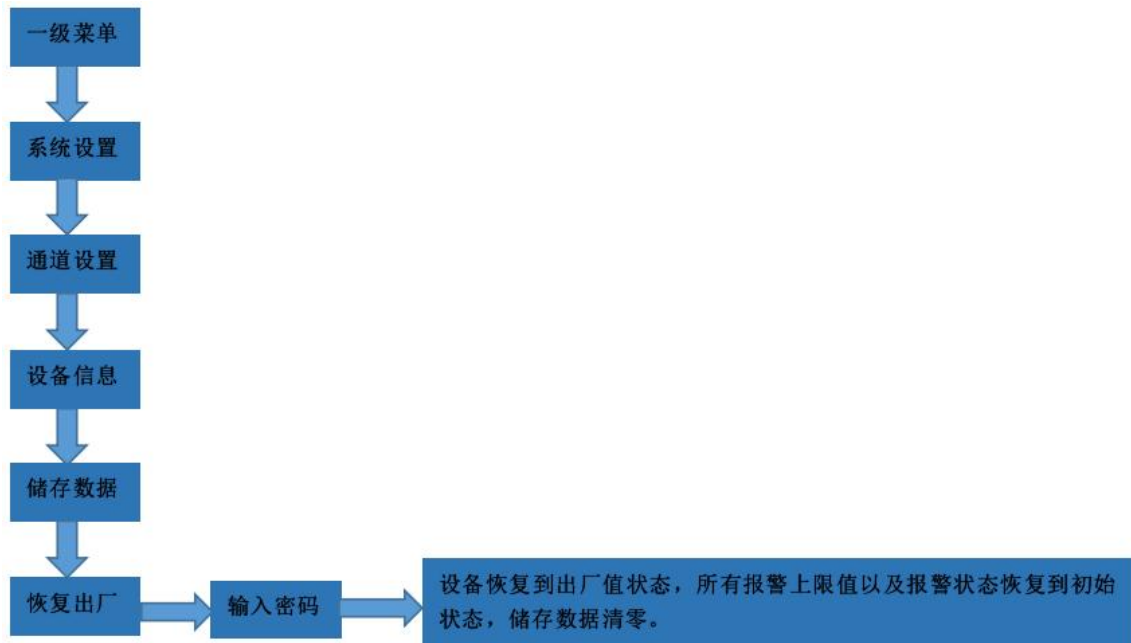 一级菜单
系统设置
通道设置
设备信息
储存数据
恢复出厂
输入密码
设备恢复到出厂值状态，所有报警上限值以及报警状态恢复到初始
状态，储存数据清零。